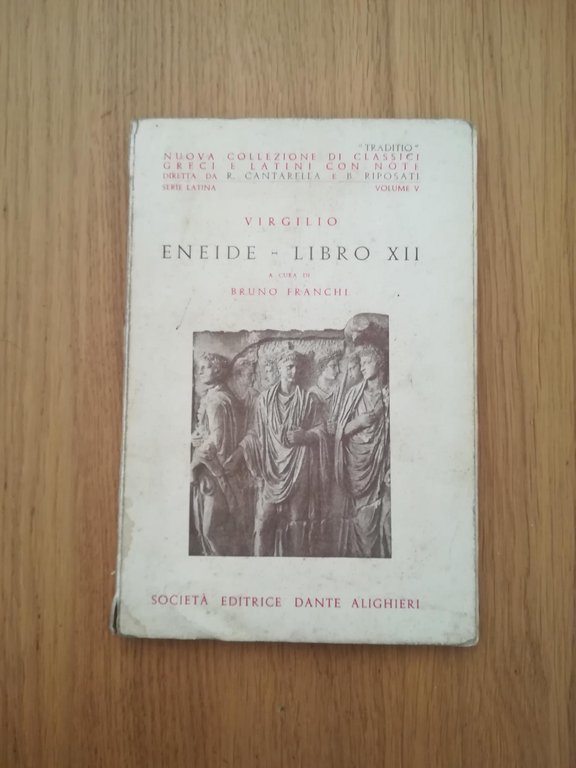 "TRADITIO"
NUOVA COLLEZIONE DI CLASSICI
GRECI E LATINI CON NOTE
DIRETTA DA R. CANTARELLA E B. RIPOSATI
SERIE LATINA VOLUME V
VIRGILIO
ENEIDE - LIBRO XII
A CURA DI
BRUNO FRANCHI
SOCIETÀ EDITRICE DANTE ALIGHIERI